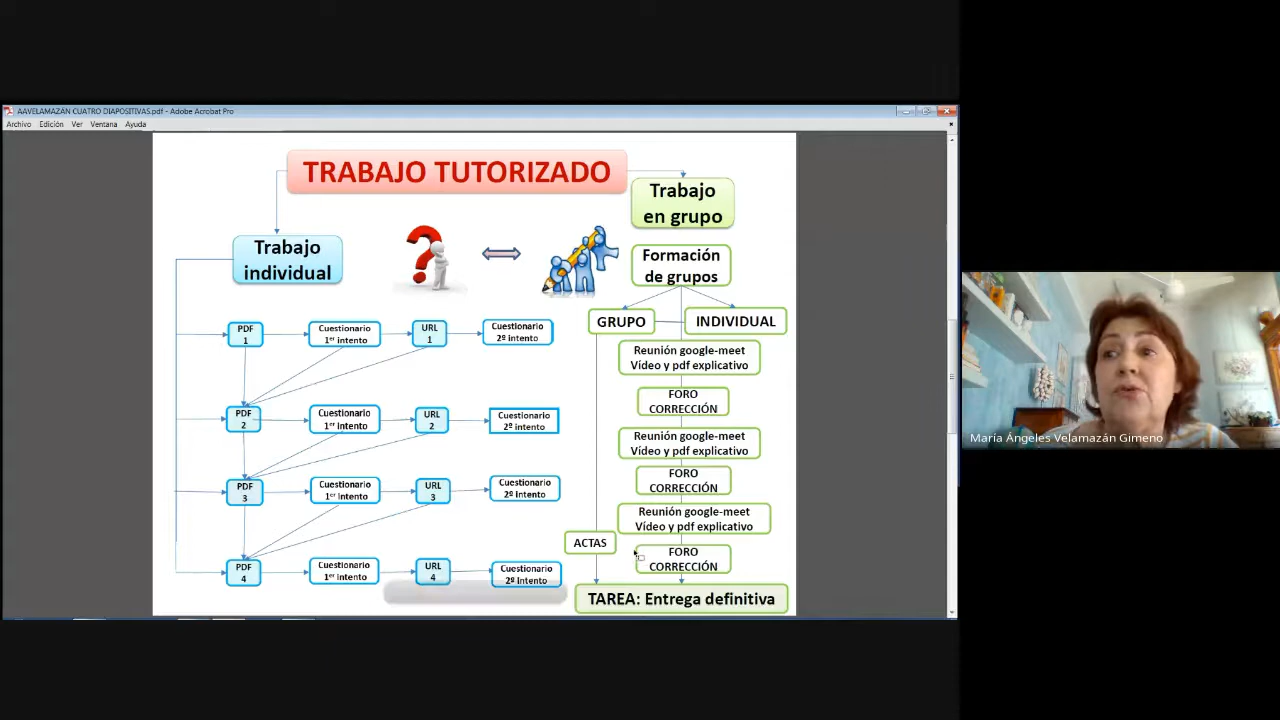 AAVELAMAZAN CUATRO DIAPOSITIVAS.pdf - Adobe Acrobat Pro
Archivo Edición Ver Ventana Ayuda
TRABAJO TUTORIZADO
Trabajo
en grupo
Trabajo
individual
Formación
de grupos
GRUPO
INDIVIDUAL
PDF
1
Cuestionario
1er intento
URL
1
Cuestionario
2º intento
Reunión google-meet
Vídeo y pdf explicativo
FORO
CORRECCIÓN
PDF
2
Cuestionario
1er Intento
URL
2
Cuestionario
2º intento
Reunión google-meet
Vídeo y pdf explicativo
FORO
CORRECCIÓN
PDF
3
Cuestionario
1er Intento
URL
3
Cuestionario
2º Intento
Reunión google-meet
Vídeo y pdf explicativo
ACTAS
FORO
CORRECCIÓN
PDF
4
Cuestionario
1er Intento
URL
4
Cuestionario
2º Intento
TAREA: Entrega definitiva
María Ángeles Velamazán Gimeno